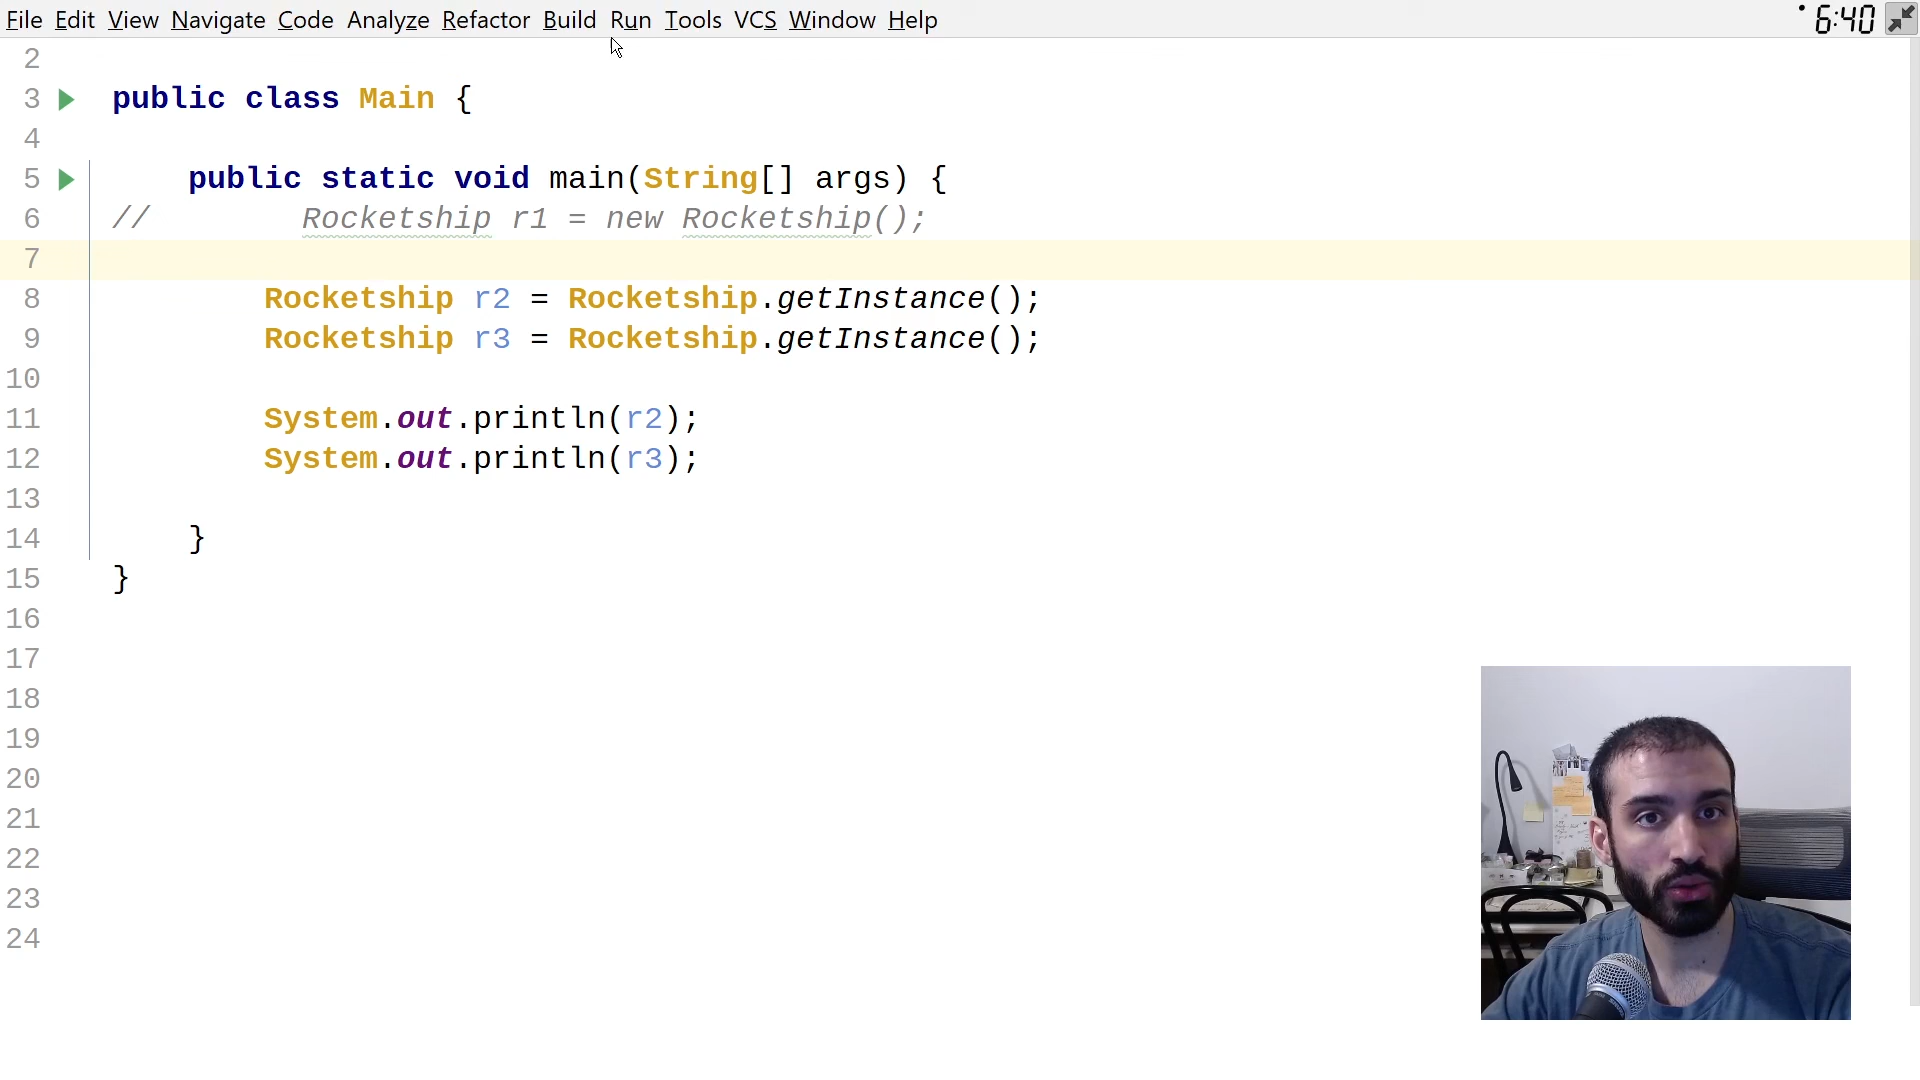 File Edit View Navigate Code Analyze Refactor Build Run Tools VCS Window Help 6:40
2
3 public class Main {
4
5 public static void main(String[] args) {
6 // Rocketship r1 = new Rocketship();
7
8 Rocketship r2 = Rocketship.getInstance();
9 Rocketship r3 = Rocketship.getInstance();
10
11 System.out.println(r2);
12 System.out.println(r3);
13
14 }
15 }
16
17
18
19
20
21
22
23
24